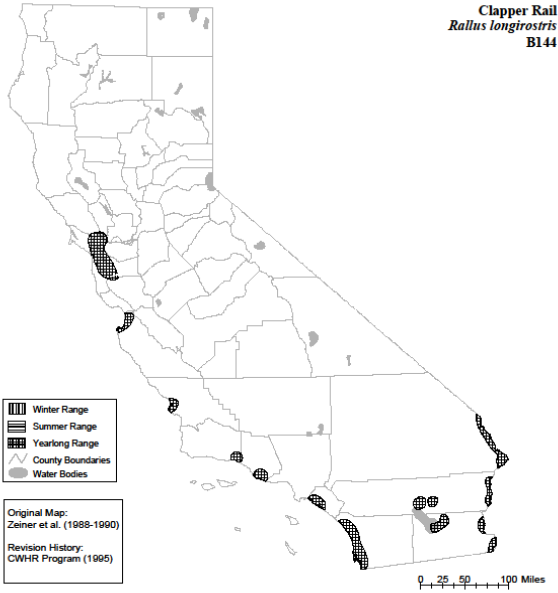 Clapper Rail
Rallus longirostris
B144
Winter Range
Summer Range
Yearlong Range
County Boundaries
Water Bodies
Original Map:
Zeiner et al. (1988-1990)
Revision History:
CWHR Program (1995)
0 25 50 100 Miles